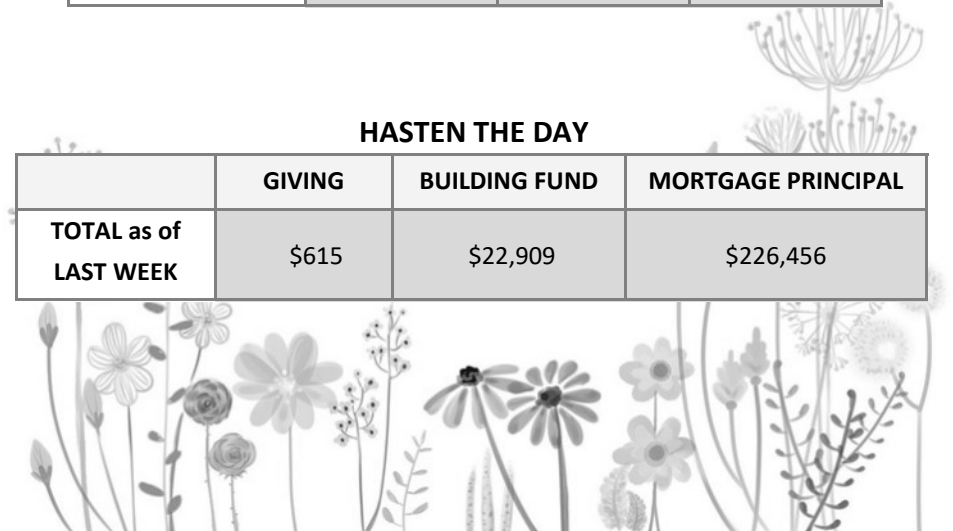 HASTEN THE DAY
GIVING BUILDING FUND MORTGAGE PRINCIPAL
TOTAL as of
LAST WEEK
$615 $22,909 $226,456